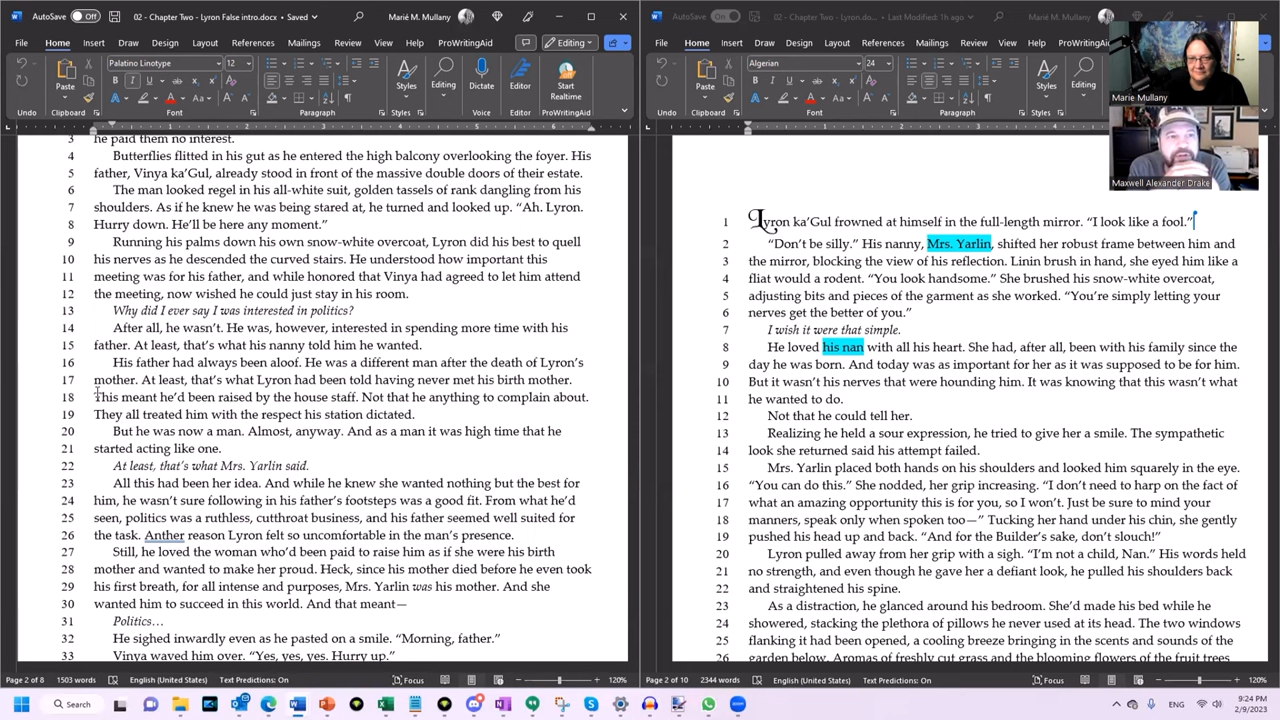 AutoSave Off 02 - Chapter Two - Lyron False intro.docx • Saved Marié M. Mullany
File Home Insert Draw Design Layout References Mailings Review View Help ProWritingAid Editing
Palatino Linotype 12
Paste Styles Dictate Editor Start Realtime
Undo Clipboard Font Paragraph Styles Voice Editor ProWritingAid
3 he paid them no interest.
4 Butterflies flitted in his gut as he entered the high balcony overlooking the foyer. His
5 father, Vinya ka’Gul, already stood in front of the massive double doors of their estate.
6 The man looked regel in his all-white suit, golden tassels of rank dangling from his
7 shoulders. As if he knew he was being stared at, he turned and looked up. “Ah. Lyron.
8 Hurry down. He’ll be here any moment.”
9 Running his palms down his own snow-white overcoat, Lyron did his best to quell
10 his nerves as he descended the curved stairs. He understood how important this
11 meeting was for his father, and while honored that Vinya had agreed to let him attend
12 the meeting, now wished he could just stay in his room.
13 Why did I ever say I was interested in politics?
14 After all, he wasn’t. He was, however, interested in spending more time with his
15 father. At least, that’s what his nanny told him he wanted.
16 His father had always been aloof. He was a different man after the death of Lyron’s
17 mother. At least, that’s what Lyron had been told having never met his birth mother.
18 This meant he’d been raised by the house staff. Not that he anything to complain about.
19 They all treated him with the respect his station dictated.
20 But he was now a man. Almost, anyway. And as a man it was high time that he
21 started acting like one.
22 At least, that’s what Mrs. Yarlin said.
23 All this had been her idea. And while he knew she wanted nothing but the best for
24 him, he wasn’t sure following in his father’s footsteps was a good fit. From what he’d
25 seen, politics was a ruthless, cutthroat business, and his father seemed well suited for
26 the task. Anther reason Lyron felt so uncomfortable in the man’s presence.
27 Still, he loved the woman who’d been paid to raise him as if she were his birth
28 mother and wanted to make her proud. Heck, since his mother died before he even took
29 his first breath, for all intense and purposes, Mrs. Yarlin was his mother. And she
30 wanted him to succeed in this world. And that meant—
31 Politics…
32 He sighed inwardly even as he pasted on a smile. “Morning, father.”
33 Vinya waved him over. “Yes, yes, yes. Hurry up.”
Page 2 of 8 1503 words English (South Africa) Text Predictions: On Focus 120%
AutoSave On 02 - Chapter Two - Lyron.do... • Last Modified: 1h ago Marié M. Mullany
File Home Insert Draw Design Layout References
Algerian 24
Paste Styles Editing
Undo Clipboard Font Paragraph Styles
Marie Mullany
Maxwell Alexander Drake
1 Lyron ka’Gul frowned at himself in the full-length mirror. “I look like a fool.”
2 “Don’t be silly.” His nanny, Mrs. Yarlin, shifted her robust frame between him and
3 the mirror, blocking the view of his reflection. Linin brush in hand, she eyed him like a
4 fliat would a rodent. “You look handsome.” She brushed his snow-white overcoat,
5 adjusting bits and pieces of the garment as she worked. “You’re simply letting your
6 nerves get the better of you.”
7 I wish it were that simple.
8 He loved his nan with all his heart. She had, after all, been with his family since the
9 day he was born. And today was as important for her as it was supposed to be for him.
10 But it wasn’t his nerves that were hounding him. It was knowing that this wasn’t what
11 he wanted to do.
12 Not that he could tell her.
13 Realizing he held a sour expression, he tried to give her a smile. The sympathetic
14 look she returned said his attempt failed.
15 Mrs. Yarlin placed both hands on his shoulders and looked him squarely in the eye.
16 “You can do this.” She nodded, her grip increasing. “I don’t need to harp on the fact of
17 what an amazing opportunity this is for you, so I won’t. Just be sure to mind your
18 manners, speak only when spoken too—” Tucking her hand under his chin, she gently
19 pushed his head up and back. “And for the Builder’s sake, don’t slouch!”
20 Lyron pulled away from her grip with a sigh. “I’m not a child, Nan.” His words held
21 no strength, and even though he gave her a defiant look, he pulled his shoulders back
22 and straightened his spine.
23 As a distraction, he glanced around his bedroom. She’d made his bed while he
24 showered, stacking the plethora of pillows he never used at its head. The two windows
25 flanking it had been opened, a cooling breeze bringing in the scents and sounds of the
26 garden below. Aromas of freshly cut grass and the blooming flowers of the fruit trees
Page 2 of 10 2344 words English (South Africa) Text Predictions: On Focus 120%
Search ENG 9:24 PM
2/9/2023